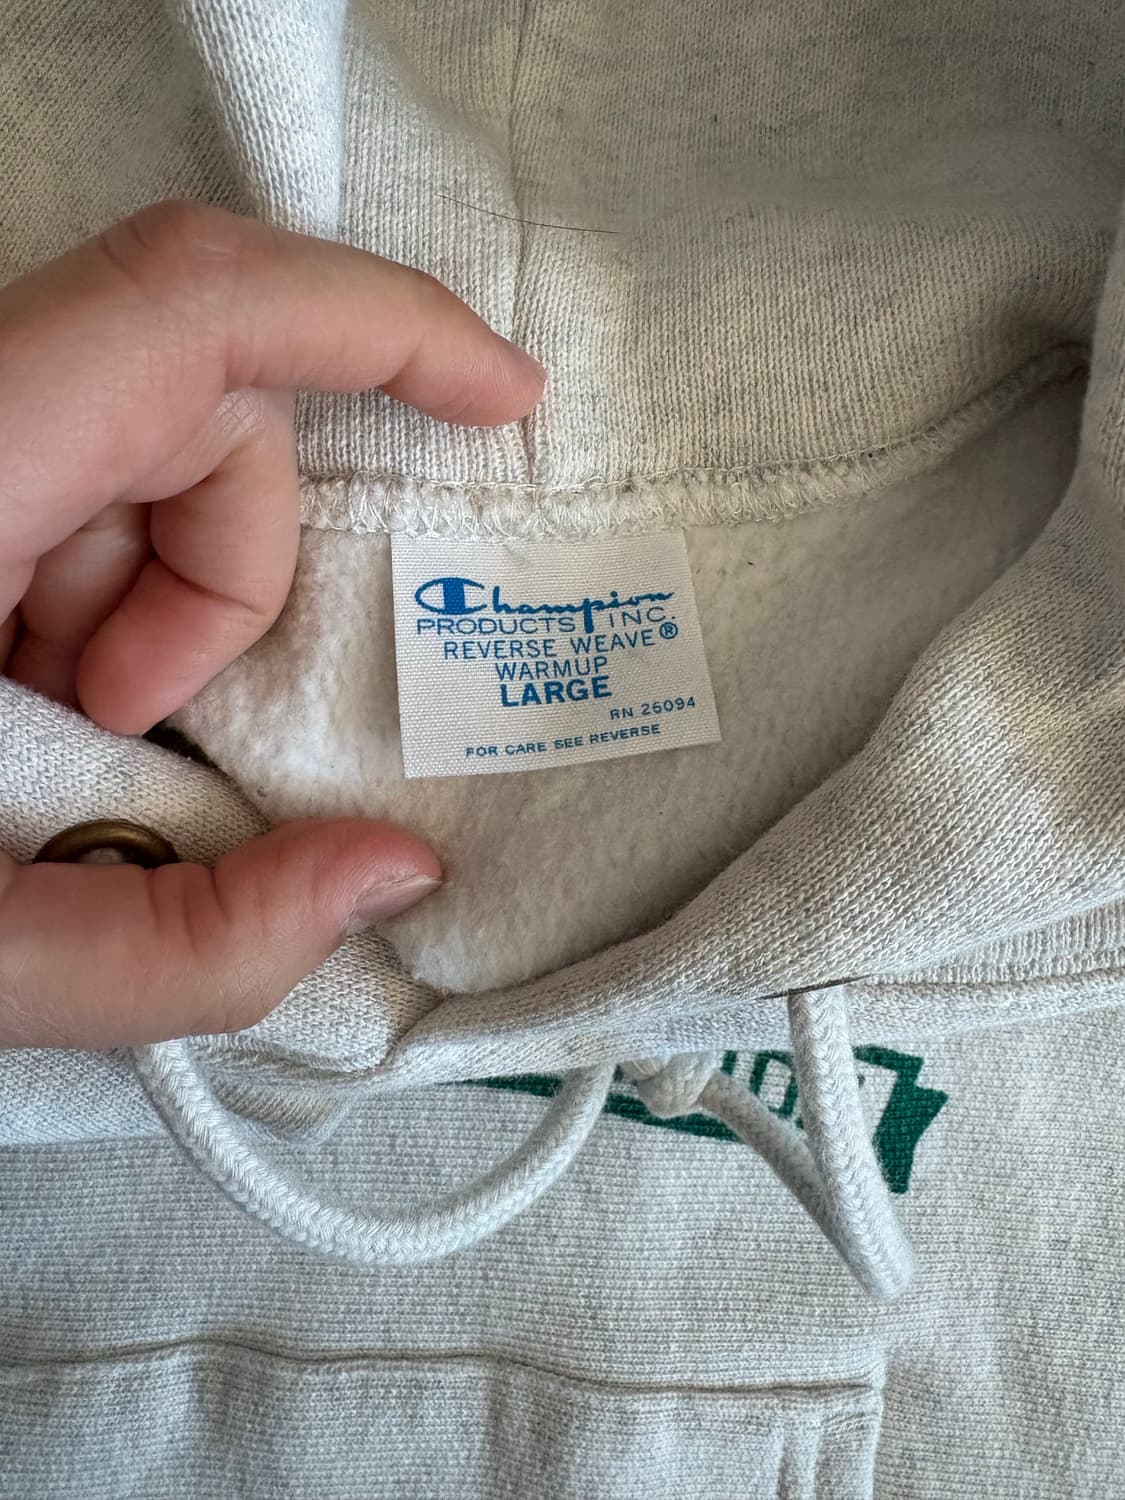 Champion
PRODUCTS INC.
REVERSE WEAVE®
WARMUP
LARGE
RN 26094
FOR CARE SEE REVERSE